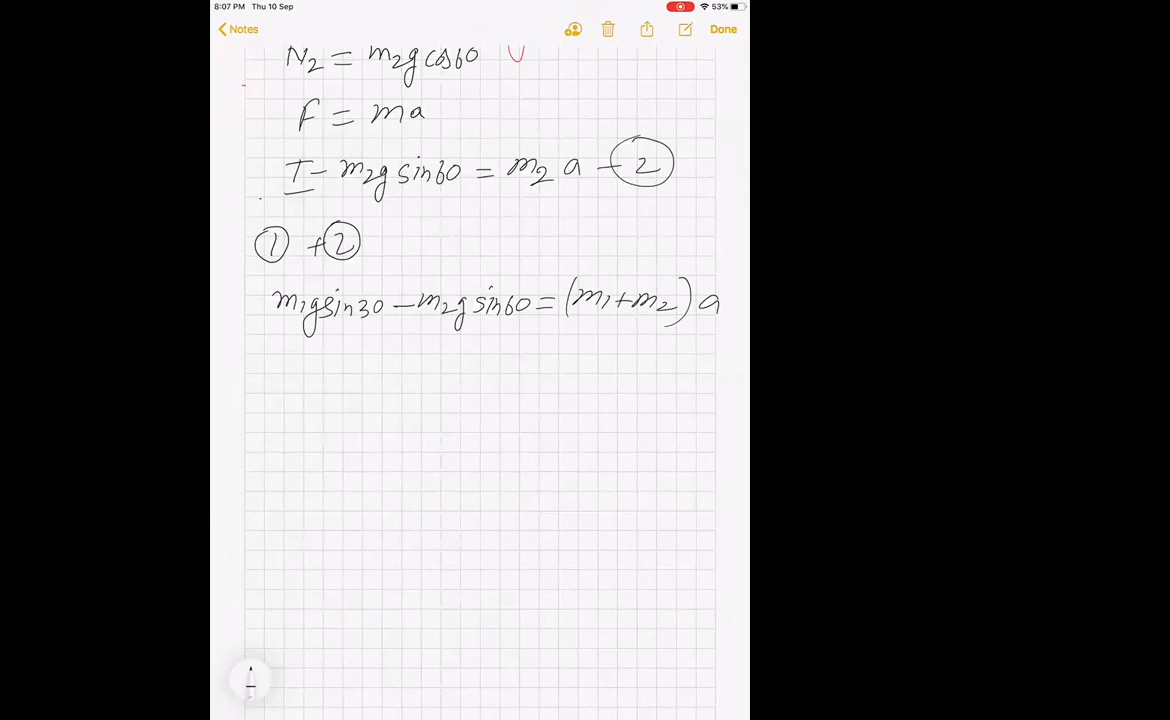 8:07 PM Thu 10 Sep 53%
Notes Done
N₂ = m₂g cos60
F = ma
T - m₂g sin60 = m₂ a - ②
① + ②
m₁g sin30 - m₂g sin60 = (m₁ + m₂) a